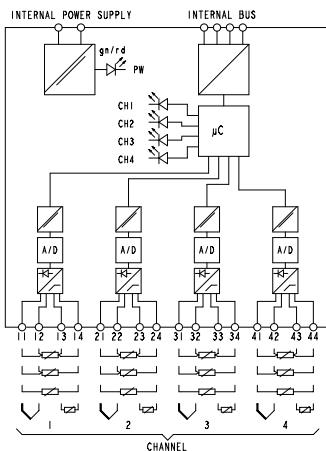 INTERNAL POWER SUPPLY INTERNAL BUS
gn/rd
PW
CH1
CH2
CH3
CH4
µC
A/D A/D A/D A/D
11 12 13 14 21 22 23 24 31 32 33 34 41 42 43 44
1 2 3 4
CHANNEL